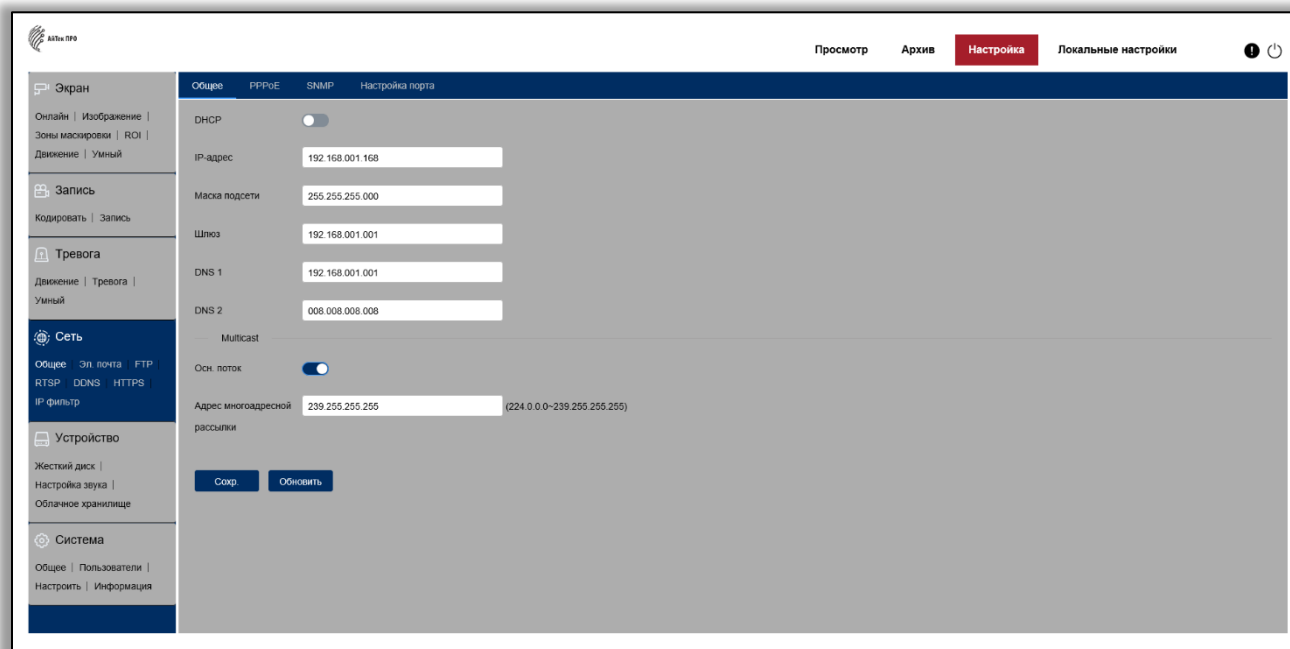 АйТек ПРО
Просмотр Архив Настройка Локальные настройки
Экран
Онлайн | Изображение |
Зоны маскировки | ROI |
Движение | Умный
Запись
Кодировать | Запись
Тревога
Движение | Тревога |
Умный
Сеть
Общее | Эл. почта | FTP |
RTSP | DDNS | HTTPS |
IP фильтр
Устройство
Жесткий диск |
Настройка звука |
Облачное хранилище
Система
Общее | Пользователи |
Настроить | Информация
Общее PPPoE SNMP Настройка порта
DHCP
IP-адрес 192.168.001.168
Маска подсети 255.255.255.000
Шлюз 192.168.001.001
DNS 1 192.168.001.001
DNS 2 008.008.008.008
Multicast
Осн. поток
Адрес многоадресной 239.255.255.255 (224.0.0.0~239.255.255.255)
рассылки
Сохр. Обновить